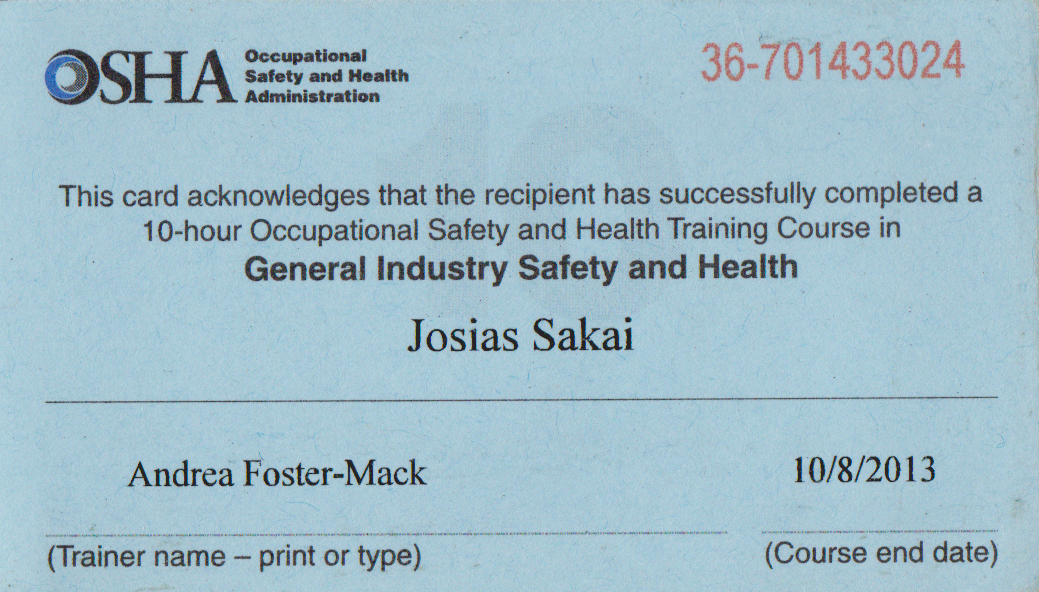 OSHA
Occupational
Safety and Health
Administration
36-701433024
10
This card acknowledges that the recipient has successfully completed a
10-hour Occupational Safety and Health Training Course in
General Industry Safety and Health
Josias Sakai
Andrea Foster-Mack
10/8/2013
(Trainer name – print or type)
(Course end date)